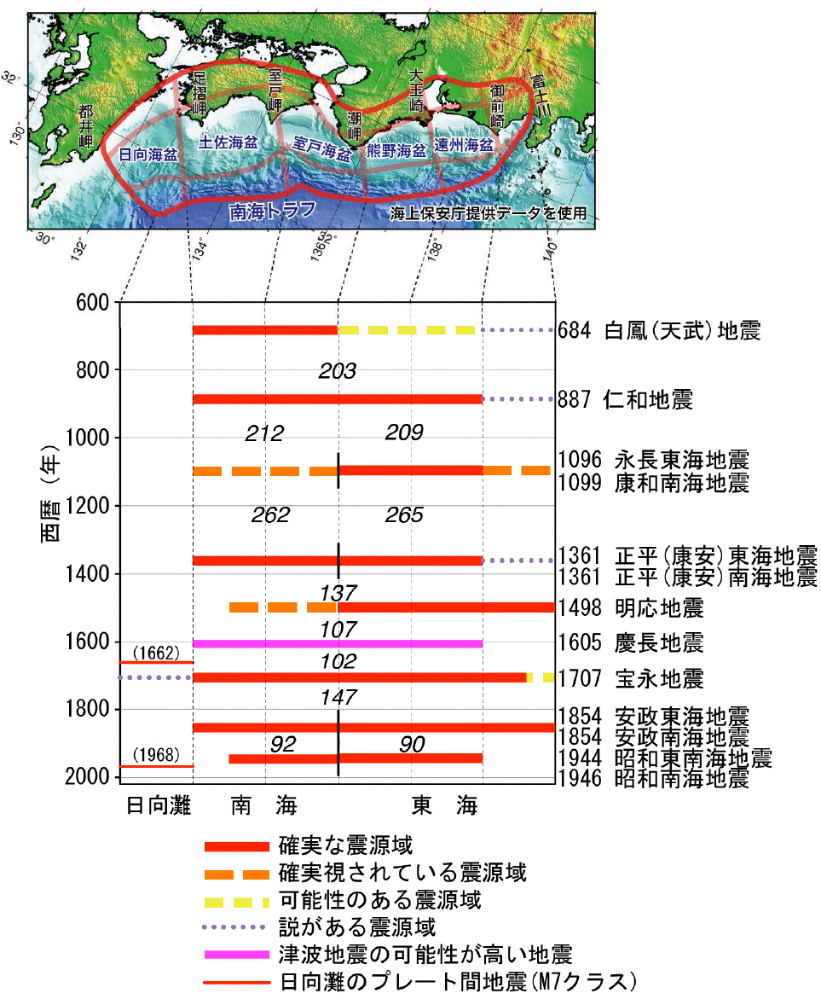 都井岬
足摺岬
室戸岬
潮岬
大王崎
御前崎
富士川
日向海盆
土佐海盆
室戸海盆
熊野海盆
遠州海盆
南海トラフ
海上保安庁提供データを使用
130°
30°
132°
134°
136°
138°
140°
西暦（年）
600
684 白鳳(天武)地震
800
203
887 仁和地震
1000
212
209
1096 永長東海地震
1099 康和南海地震
1200
262
265
1361 正平(康安)東海地震
1361 正平(康安)南海地震
1400
137
1498 明応地震
107
1600
1605 慶長地震
(1662)
102
1707 宝永地震
147
1800
1854 安政東海地震
1854 安政南海地震
92
90
(1968)
1944 昭和東南海地震
1946 昭和南海地震
2000
日向灘
南 海
東 海
確実な震源域
確実視されている震源域
可能性のある震源域
説がある震源域
津波地震の可能性が高い地震
日向灘のプレート間地震(M7クラス)